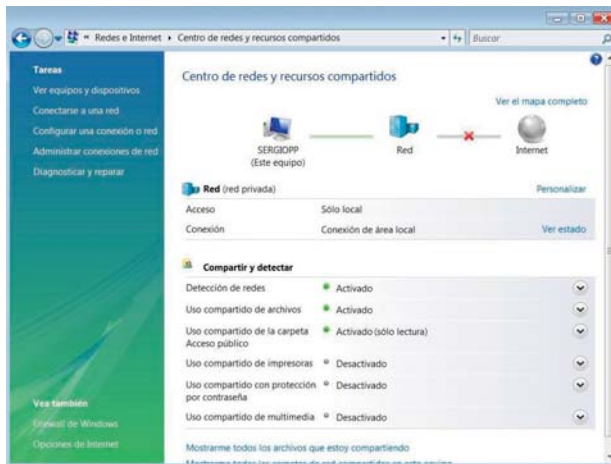 Redes e Internet ▸ Centro de redes y recursos compartidos
Buscar
Tareas
Ver equipos y dispositivos
Conectarse a una red
Configurar una conexión o red
Administrar conexiones de red
Diagnosticar y reparar
Centro de redes y recursos compartidos
Ver el mapa completo
SERGIOPP
(Este equipo)
Red
Internet
Red (red privada)
Personalizar
Acceso Sólo local
Conexión Conexión de área local Ver estado
Compartir y detectar
Detección de redes Activado
Uso compartido de archivos Activado
Uso compartido de la carpeta Acceso público Activado (sólo lectura)
Uso compartido de impresoras Desactivado
Uso compartido con protección por contraseña Desactivado
Uso compartido de multimedia Desactivado
Vea también
Firewall de Windows
Opciones de Internet
Mostrarme todos los archivos que estoy compartiendo